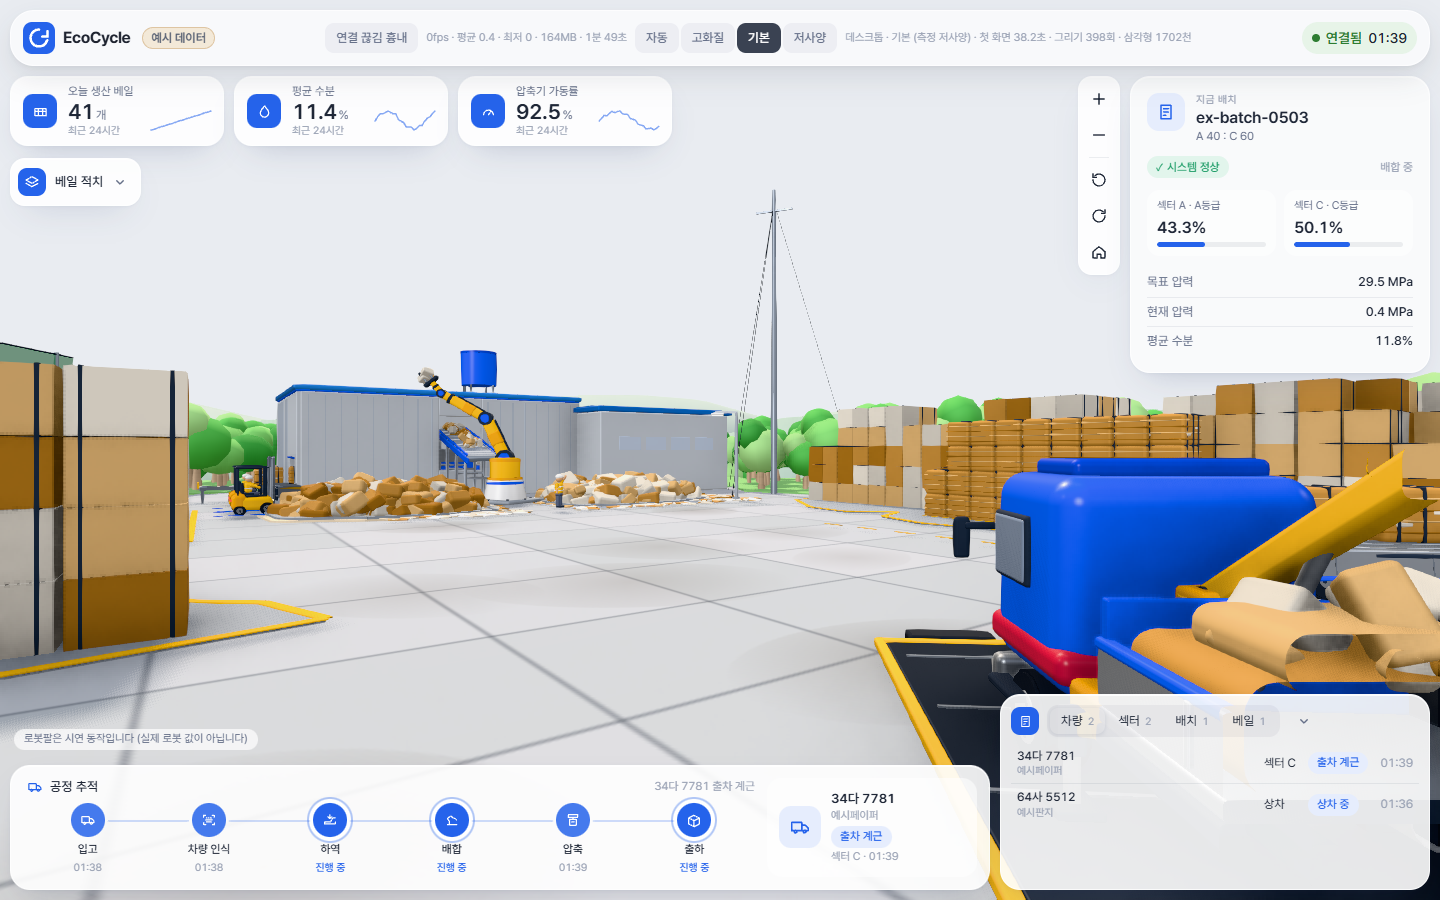 EcoCycle
예시 데이터
연결 끊김 흉내
0fps · 평균 0.4 · 최저 0 · 164MB · 1분 49초
자동
고화질
기본
저사양
데스크톱 · 기본 (측정 저사양) · 첫 화면 38.2초 · 그리기 398회 · 삼각형 1702천
연결됨 01:39
오늘 생산 베일
41개
최근 24시간
평균 수분
11.4%
최근 24시간
압축기 가동률
92.5%
최근 24시간
베일 적치
지금 배치
ex-batch-0503
A 40 : C 60
✓ 시스템 정상
배합 중
섹터 A · A등급
43.3%
섹터 C · C등급
50.1%
목표 압력 29.5 MPa
현재 압력 0.4 MPa
평균 수분 11.8%
로봇팔은 시연 동작입니다 (실제 로봇 값이 아닙니다)
공정 추적
34다 7781 출차 계근
입고
01:38
차량 인식
01:38
하역
진행 중
배합
진행 중
압축
01:39
출하
진행 중
34다 7781
예시페이퍼
출차 계근
섹터 C · 01:39
차량 2
섹터 2
배치 1
베일 1
34다 7781
예시페이퍼
섹터 C
출차 계근
01:39
64사 5512
예시판지
상차
상차 중
01:36